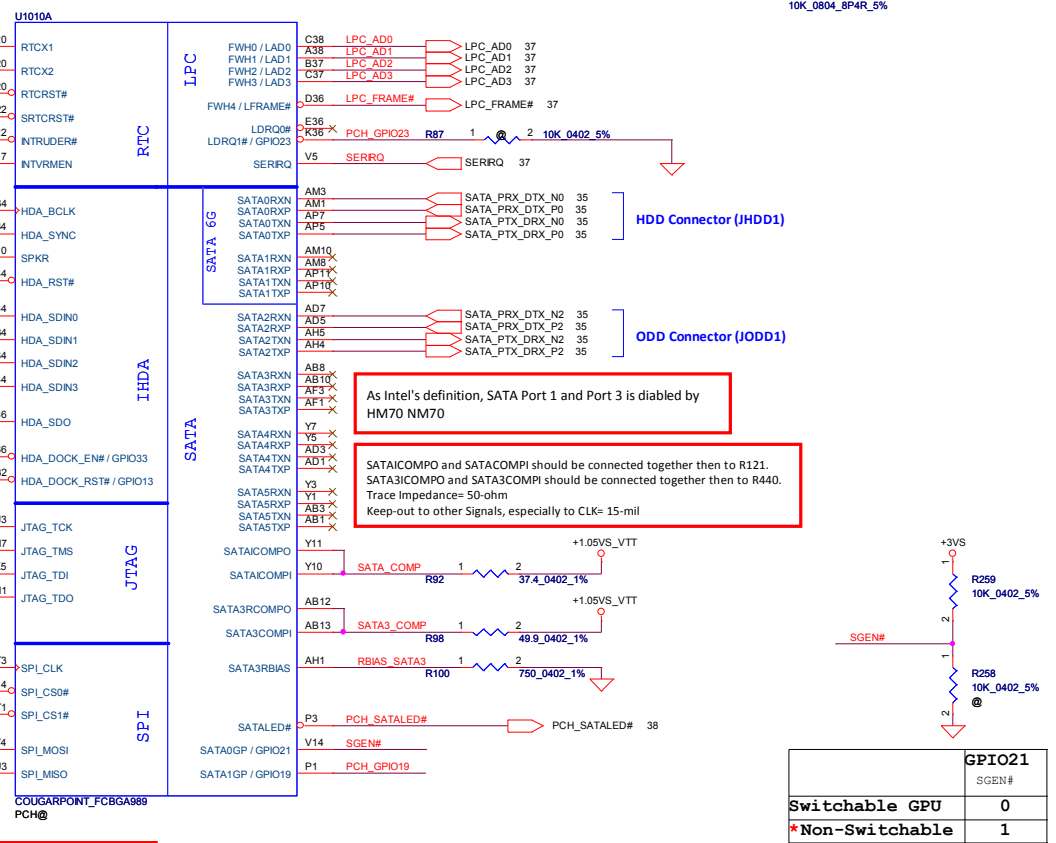 10K_0804_8P4R_5%
U1010A
RTC
LPC
RTCX1
RTCX2
RTCRST#
SRTCRST#
INTRUDER#
INTVRMEN
FWH0 / LAD0 C38 LPC_AD0 LPC_AD0 37
FWH1 / LAD1 A38 LPC_AD1 LPC_AD1 37
FWH2 / LAD2 B37 LPC_AD2 LPC_AD2 37
FWH3 / LAD3 C37 LPC_AD3 LPC_AD3 37
FWH4 / LFRAME# D36 LPC_FRAME# LPC_FRAME# 37
LDRQ0# E36
LDRQ1# / GPIO23 K36 PCH_GPIO23 R87 1 @ 2 10K_0402_5%
SERIRQ V5 SERIRQ SERIRQ 37
IHDA
HDA_BCLK
HDA_SYNC
SPKR
HDA_RST#
HDA_SDIN0
HDA_SDIN1
HDA_SDIN2
HDA_SDIN3
HDA_SDO
HDA_DOCK_EN# / GPIO33
HDA_DOCK_RST# / GPIO13
SATA 6G
SATA0RXN AM3 SATA_PRX_DTX_N0 35
SATA0RXP AM1 SATA_PRX_DTX_P0 35
SATA0TXN AP7 SATA_PTX_DRX_N0 35
SATA0TXP AP5 SATA_PTX_DRX_P0 35
HDD Connector (JHDD1)
SATA1RXN AM10
SATA1RXP AM8
SATA1TXN AP11
SATA1TXP AP10
SATA
SATA2RXN AD7 SATA_PRX_DTX_N2 35
SATA2RXP AD5 SATA_PRX_DTX_P2 35
SATA2TXN AH5 SATA_PTX_DRX_N2 35
SATA2TXP AH4 SATA_PTX_DRX_P2 35
ODD Connector (JODD1)
SATA3RXN AB8
SATA3RXP AB10
SATA3TXN AF3
SATA3TXP AF1
As Intel's definition, SATA Port 1 and Port 3 is diabled by
HM70 NM70
SATA4RXN Y7
SATA4RXP Y5
SATA4TXN AD3
SATA4TXP AD1
SATA5RXN Y3
SATA5RXP Y1
SATA5TXN AB3
SATA5TXP AB1
SATAICOMPO and SATACOMPI should be connected together then to R121.
SATA3ICOMPO and SATA3COMPI should be connected together then to R440.
Trace Impedance= 50-ohm
Keep-out to other Signals, especially to CLK= 15-mil
JTAG
JTAG_TCK
JTAG_TMS
JTAG_TDI
JTAG_TDO
SATAICOMPO Y11
+1.05VS_VTT
SATAICOMPI Y10 SATA_COMP R92 1 2 37.4_0402_1%
SATA3RCOMPO AB12
+1.05VS_VTT
SATA3COMPI AB13 SATA3_COMP R98 1 2 49.9_0402_1%
SATA3RBIAS AH1 RBIAS_SATA3 R100 1 2 750_0402_1%
SPI
SPI_CLK
SPI_CS0#
SPI_CS1#
SPI_MOSI
SPI_MISO
SATALED# P3 PCH_SATALED# PCH_SATALED# 38
SATA0GP / GPIO21 V14 SGEN#
SATA1GP / GPIO19 P1 PCH_GPIO19
COUGARPOINT_FCBGA989
PCH@
+3VS
1
R259
10K_0402_5%
2
SGEN#
1
R258
10K_0402_5%
@
2
GPIO21
SGEN#
Switchable GPU 0
*Non-Switchable 1